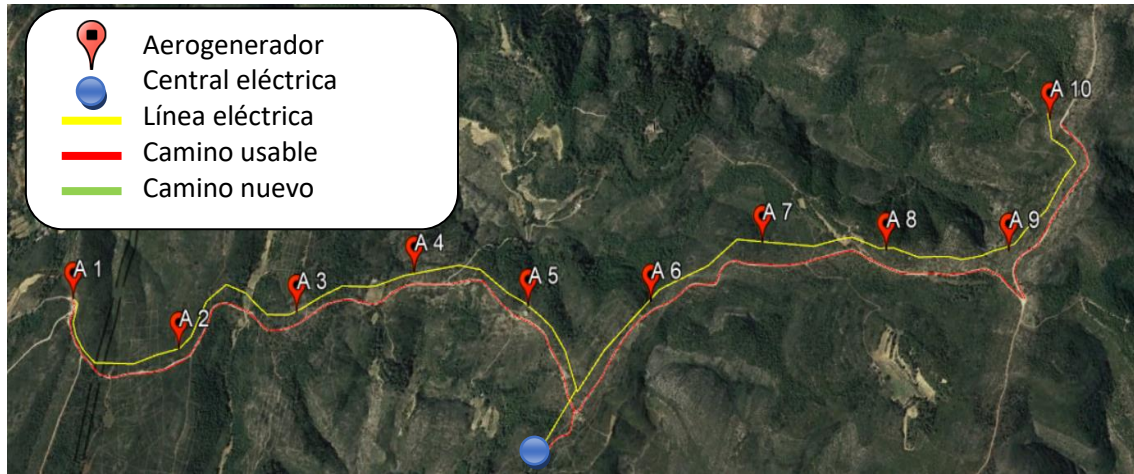 Aerogenerador
Central eléctrica
Línea eléctrica
Camino usable
Camino nuevo
A 10
A 7
A 8
A 9
A 4
A 1
A 3
A 5
A 6
A 2